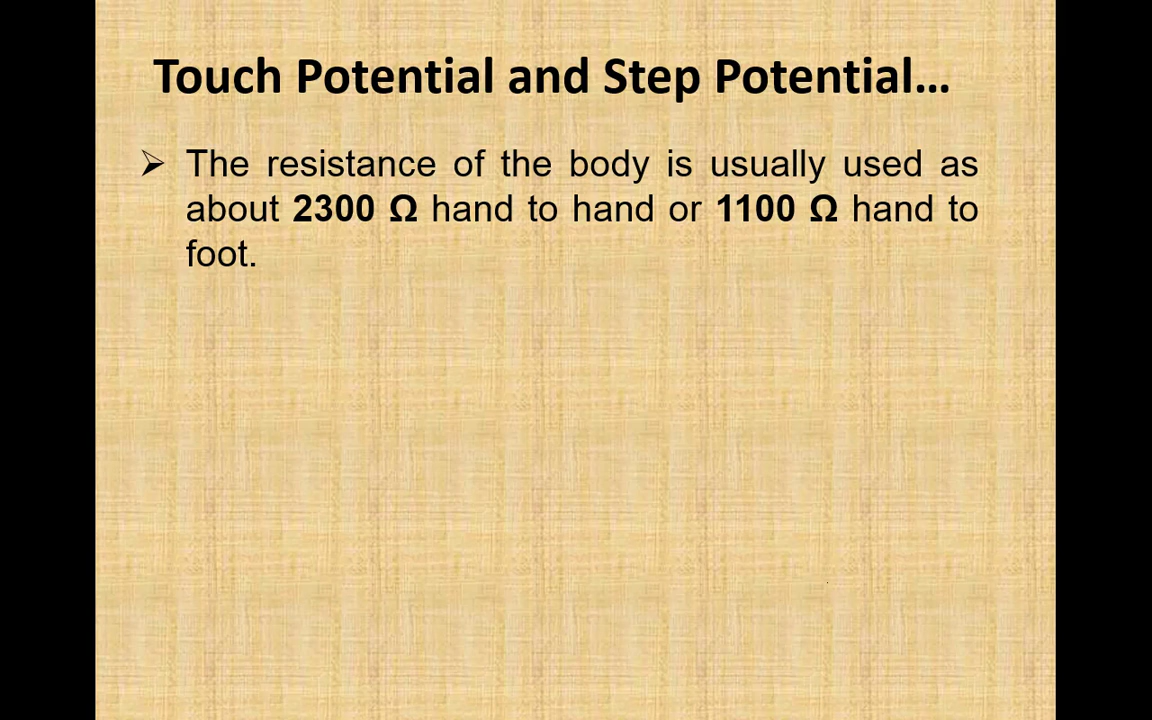 Touch Potential and Step Potential…
➢ The resistance of the body is usually used as
about 2300 Ω hand to hand or 1100 Ω hand to
foot.